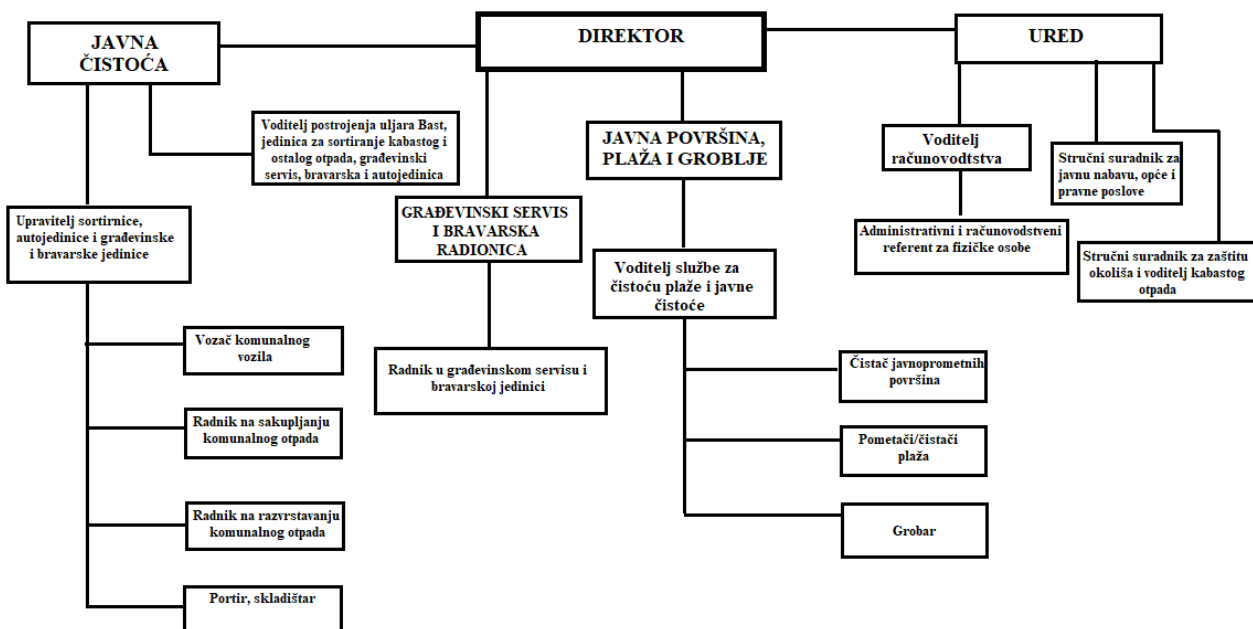 JAVNA
ČISTOĆA
DIREKTOR
URED
Voditelj postrojenja uljara Bast,
jedinica za sortiranje kabastog i
ostalog otpada, građevinski
servis, bravarska i autojedinica
JAVNA POVRŠINA,
PLAŽA I GROBLJE
Voditelj
računovodtstva
Stručni suradnik za
javnu nabavu, opće i
pravne poslove
Upravitelj sortirnice,
autojedinice i građevinske
i bravarske jedinice
GRAĐEVINSKI SERVIS
I BRAVARSKA
RADIONICA
Administrativni i računovodstveni
referent za fizičke osobe
Voditelj službe za
čistoću plaže i javne
čistoće
Stručni suradnik za zaštitu
okoliša i voditelj kabastog
otpada
Vozač komunalnog
vozila
Radnik u građevinskom servisu i
bravarskoj jedinici
Čistač javnoprometnih
površina
Radnik na sakupljanju
komunalnog otpada
Pometači/čistači
plaža
Radnik na razvrstavanju
komunalnog otpada
Grobar
Portir, skladištar